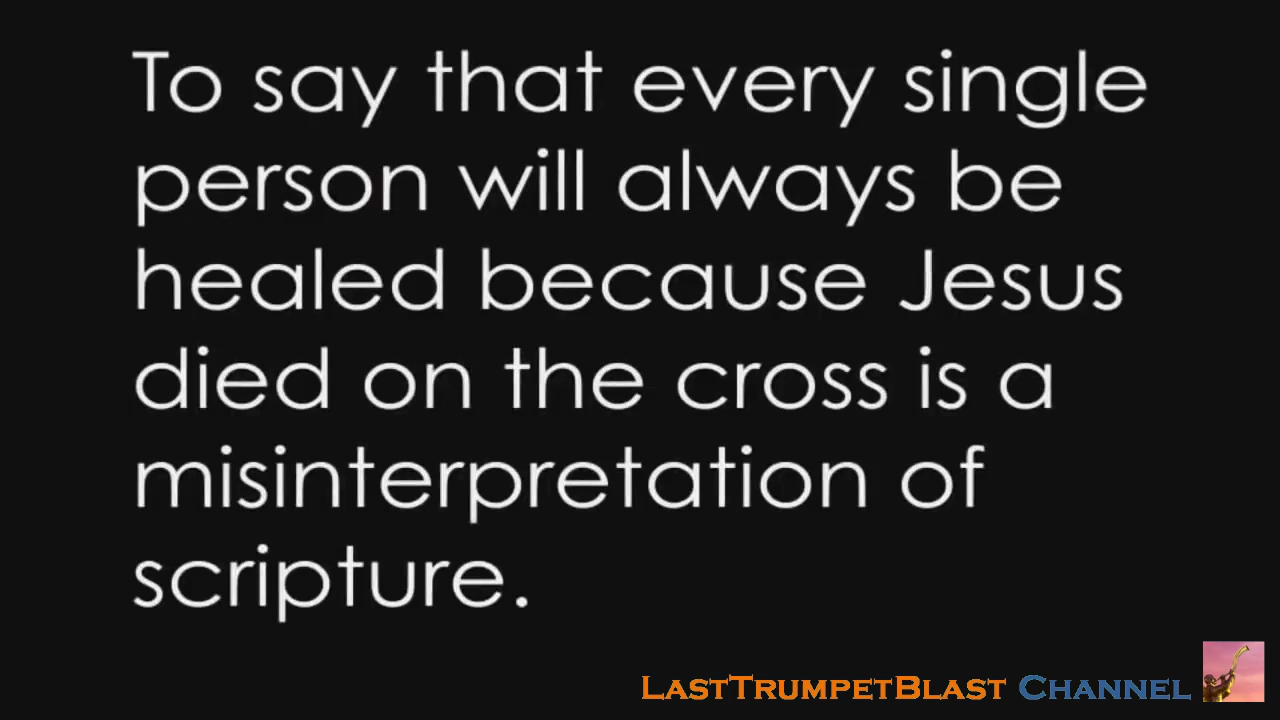 To say that every single
person will always be
healed because Jesus
died on the cross is a
misinterpretation of
scripture.
LastTrumpetBlast Channel